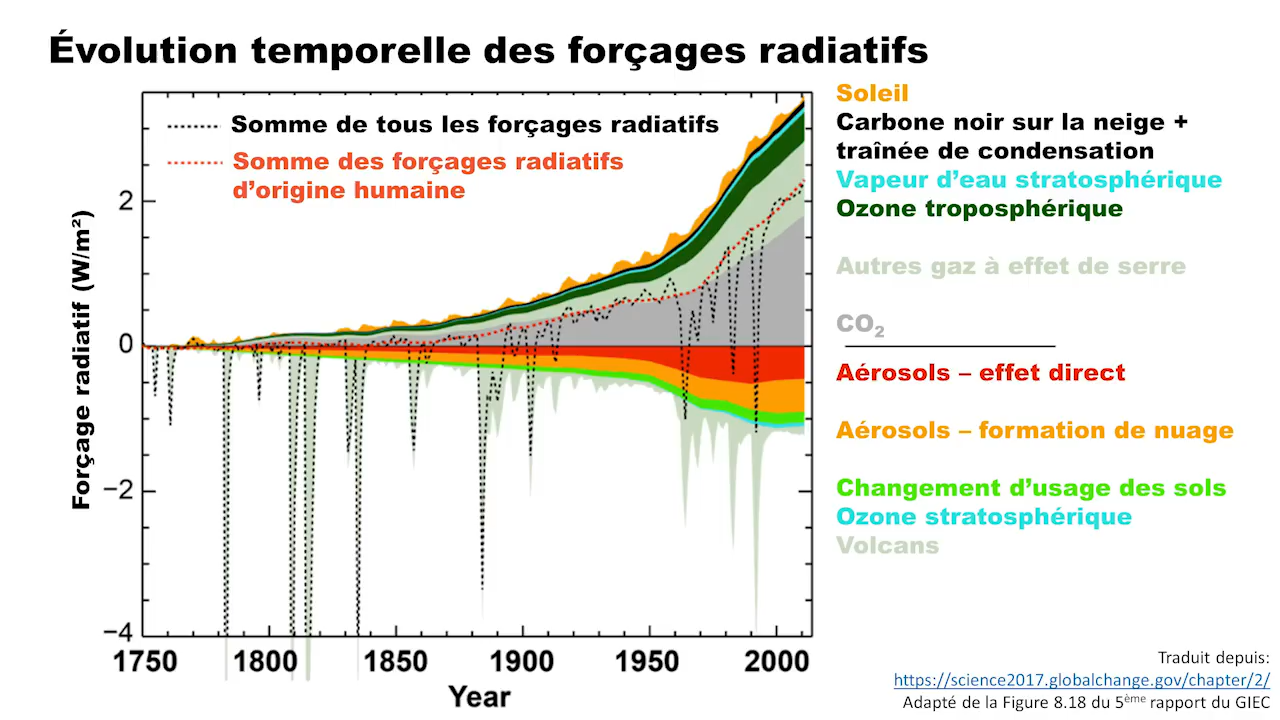 Évolution temporelle des forçages radiatifs
Somme de tous les forçages radiatifs
Somme des forçages radiatifs
d'origine humaine
Forçage radiatif (W/m²)
2
0
−2
−4
1750 1800 1850 1900 1950 2000
Year
Soleil
Carbone noir sur la neige +
traînée de condensation
Vapeur d'eau stratosphérique
Ozone troposphérique
Autres gaz à effet de serre
CO₂
Aérosols – effet direct
Aérosols – formation de nuage
Changement d'usage des sols
Ozone stratosphérique
Volcans
Traduit depuis:
https://science2017.globalchange.gov/chapter/2/
Adapté de la Figure 8.18 du 5ème rapport du GIEC